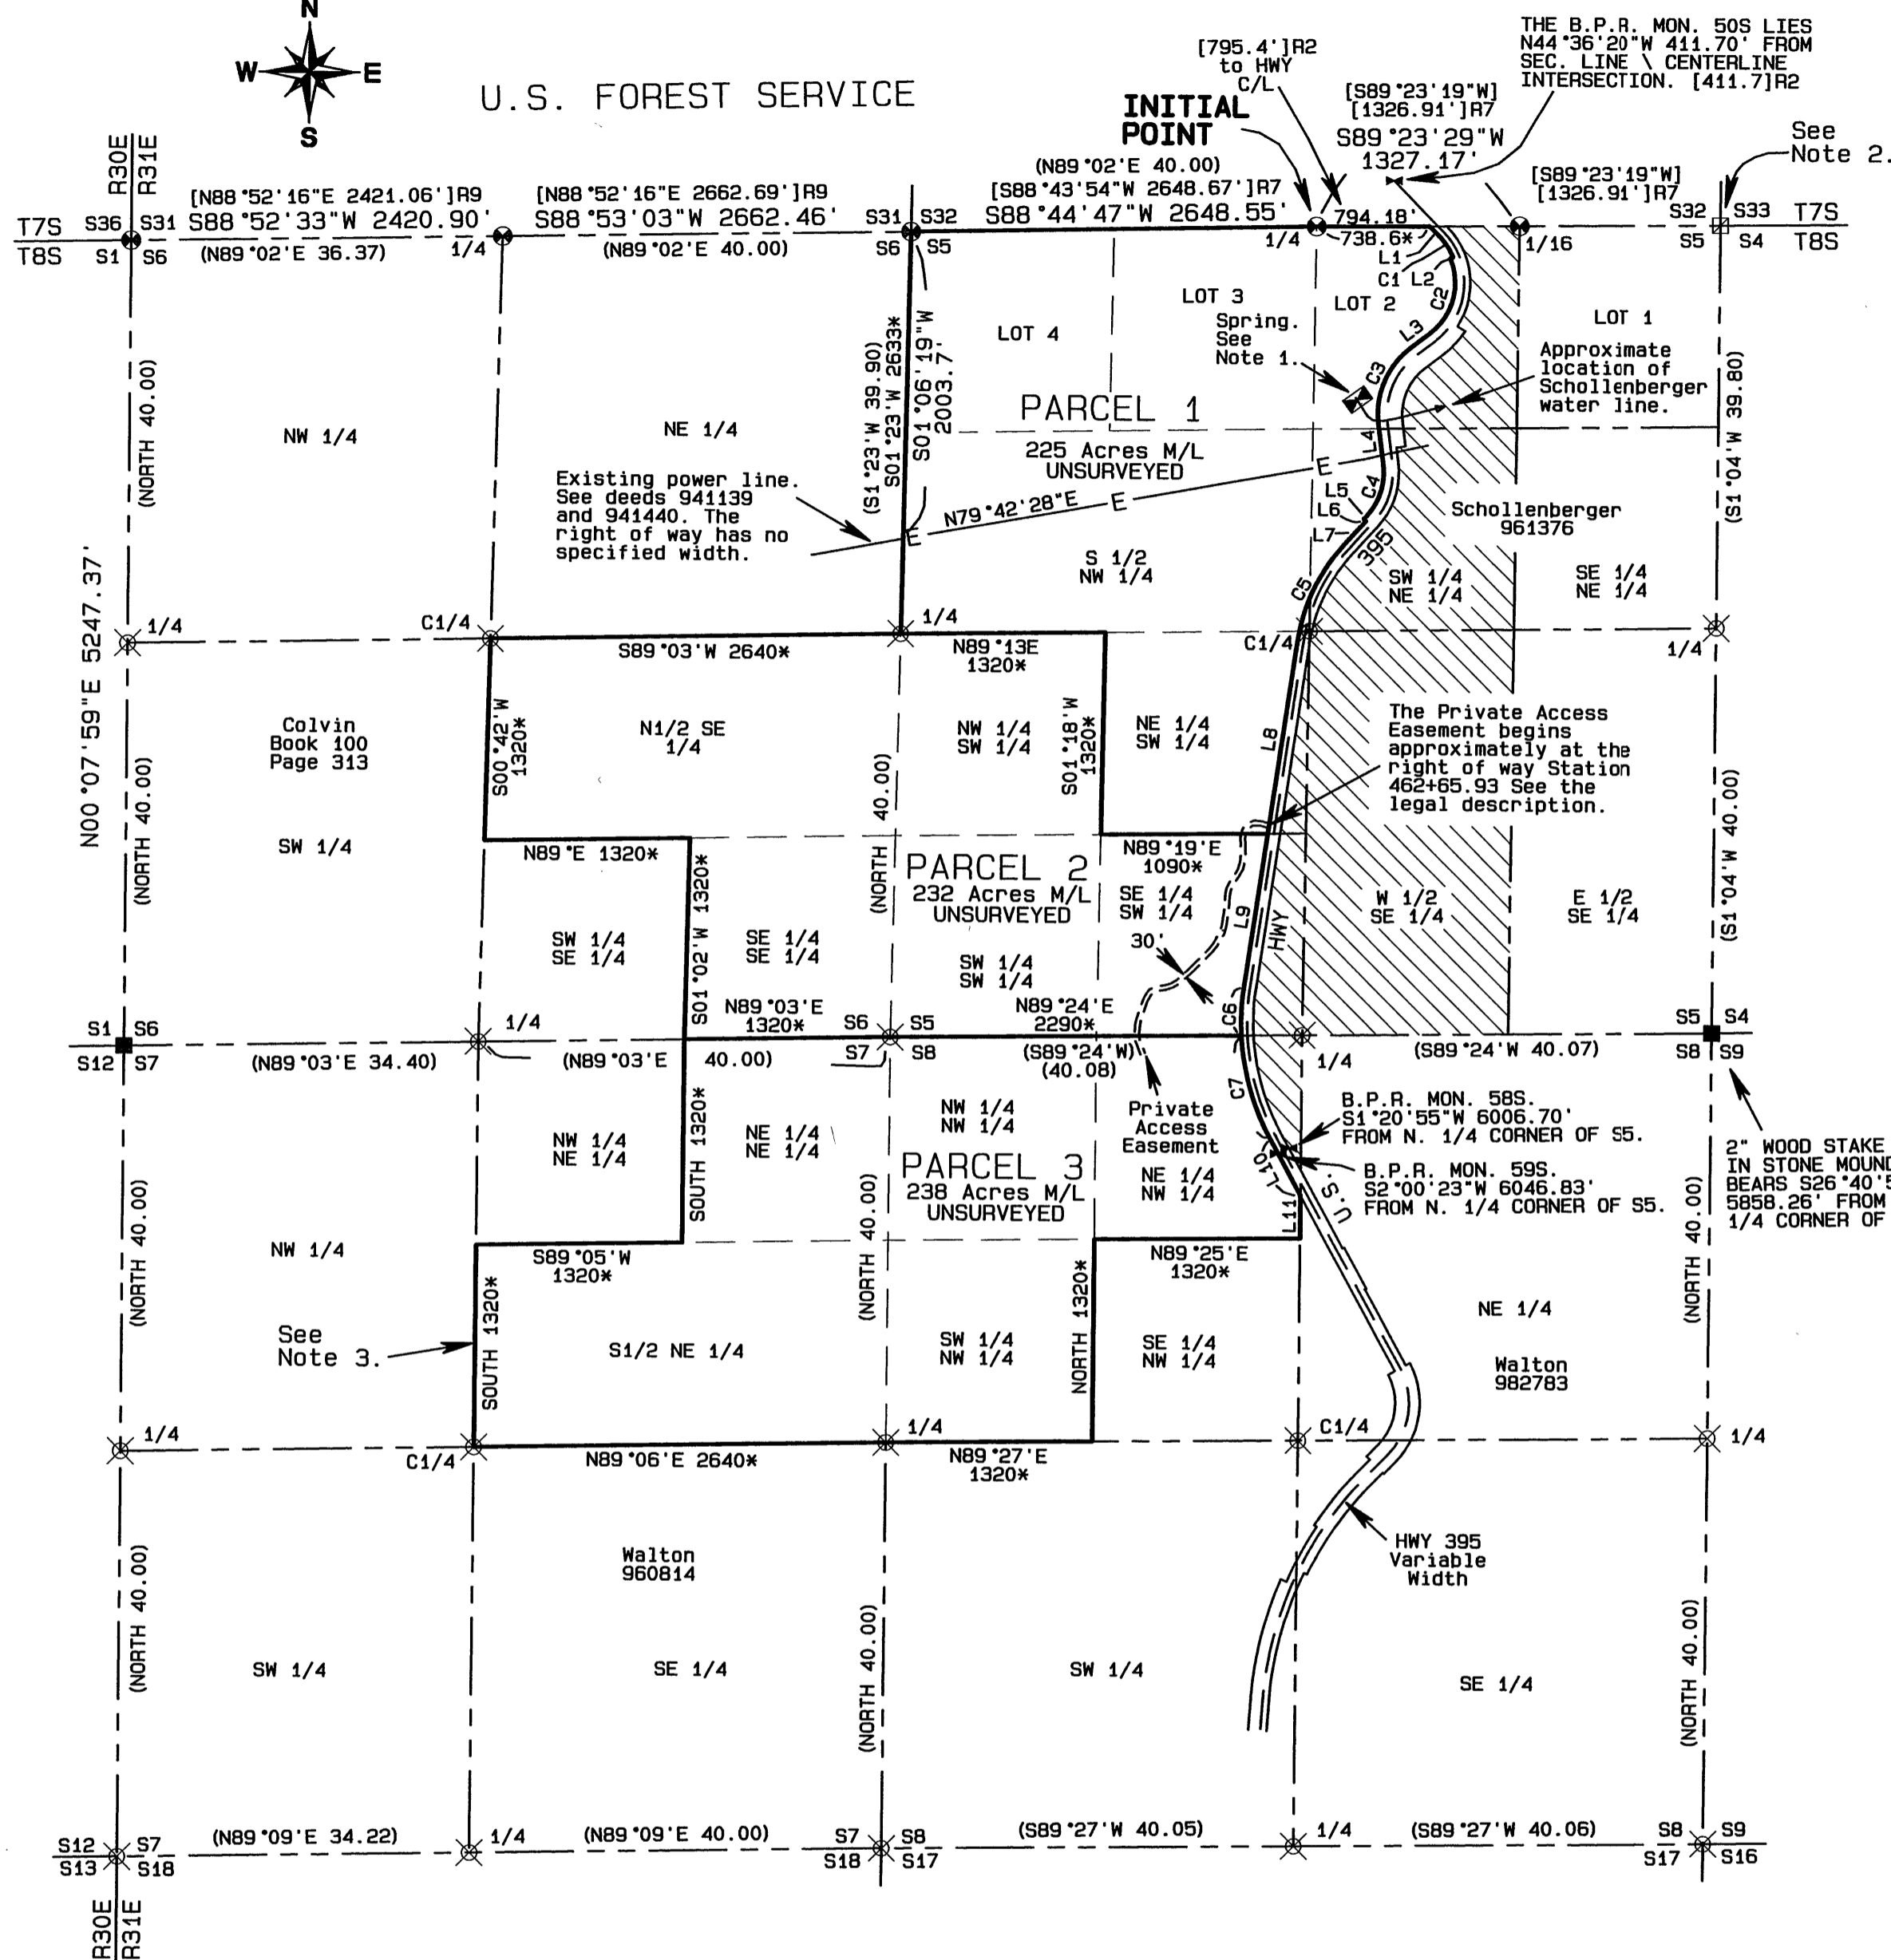 N
W E
S
U.S. FOREST SERVICE
[795.4']R2
to HWY
C/L
INITIAL
POINT
THE B.P.R. MON. 50S LIES
N44°36'20"W 411.70' FROM
SEC. LINE \ CENTERLINE
INTERSECTION. [411.7]R2
[S89°23'19"W]
[1326.91']R7
S89°23'29"W
1327.17'
See
Note 2.
[S89°23'19"W]
[1326.91']R7
R30E
R31E
[N88°52'16"E 2421.06']R9
S88°52'33"W 2420.90'
(N89°02'E 36.37)
[N88°52'16"E 2662.69']R9
S88°53'03"W 2662.46'
(N89°02'E 40.00)
(N89°02'E 40.00)
[S88°43'54"W 2648.67']R7
S88°44'47"W 2648.55'
794.18'
738.6*
T7S S36 S31
T8S S1 S6
1/4
S31 S32
S6 S5
1/4
1/16
S32 S33 T7S
S5 S4 T8S
L1
C1 L2
C2
L3
C3
L4
C4
L5
L6
L7
C5
395
LOT 4
LOT 3
LOT 2
LOT 1
Spring.
See
Note 1.
Approximate
location of
Schollenberger
water line.
(NORTH 40.00)
(S1°23'W 39.90)
S01°23'W 2633*
S01°06'19"W
2003.7'
(S1°04'W 39.80)
NW 1/4
NE 1/4
PARCEL 1
225 Acres M/L
UNSURVEYED
Existing power line.
See deeds 941139
and 941440. The
right of way has no
specified width.
E
N79°42'28"E
E
E
Schollenberger
961376
S 1/2
NW 1/4
SW 1/4
NE 1/4
SE 1/4
NE 1/4
N00°07'59"E 5247.37'
1/4
C1/4
1/4
C1/4
1/4
S89°03'W 2640*
N89°13E
1320*
Colvin
Book 100
Page 313
S00°42'W
1320*
N1/2 SE
1/4
NW 1/4
SW 1/4
S01°18'W
1320*
NE 1/4
SW 1/4
L8
The Private Access
Easement begins
approximately at the
right of way Station
462+65.93 See the
legal description.
(NORTH 40.00)
(NORTH 40.00)
(S1°04'W 40.00)
SW 1/4
N89°E 1320*
N89°19'E
1090*
PARCEL 2
232 Acres M/L
UNSURVEYED
SE 1/4
SW 1/4
L9
HWY
W 1/2
SE 1/4
E 1/2
SE 1/4
SW 1/4
SE 1/4
S01°02'W 1320*
SE 1/4
SE 1/4
SW 1/4
SW 1/4
30'
C6
N89°03'E
1320*
N89°24'E
2290*
S1 S6
S12 S7
1/4
S6 S5
S7 S8
1/4
S5 S4
S8 S9
(N89°03'E 34.40)
(N89°03'E 40.00)
(S89°24'W)
(40.08)
(S89°24'W 40.07)
C7
Private
Access
Easement
B.P.R. MON. 58S.
S1°20'55"W 6006.70'
FROM N. 1/4 CORNER OF S5.
B.P.R. MON. 59S.
S2°00'23"W 6046.83'
FROM N. 1/4 CORNER OF S5.
2" WOOD STAKE
IN STONE MOUND
BEARS S26°40'5
5858.26' FROM
1/4 CORNER OF
NW 1/4
NE 1/4
SOUTH 1320*
NE 1/4
NE 1/4
NW 1/4
NW 1/4
PARCEL 3
238 Acres M/L
UNSURVEYED
NE 1/4
NW 1/4
L10
L11
U.S.
(NORTH 40.00)
(NORTH 40.00)
(NORTH 40.00)
NW 1/4
S89°05'W
1320*
N89°25'E
1320*
See
Note 3.
SOUTH 1320*
S1/2 NE 1/4
SW 1/4
NW 1/4
NORTH 1320*
SE 1/4
NW 1/4
NE 1/4
Walton
982783
1/4
C1/4
1/4
C1/4
1/4
N89°06'E 2640*
N89°27'E
1320*
Walton
960814
HWY 395
Variable
Width
(NORTH 40.00)
(NORTH 40.00)
(NORTH 40.00)
SW 1/4
SE 1/4
SW 1/4
SE 1/4
S12 S7
S13 S18
(N89°09'E 34.22)
1/4
(N89°09'E 40.00)
S7 S8
S18 S17
(S89°27'W 40.05)
1/4
(S89°27'W 40.06)
S8 S9
S17 S16
R30E
R31E